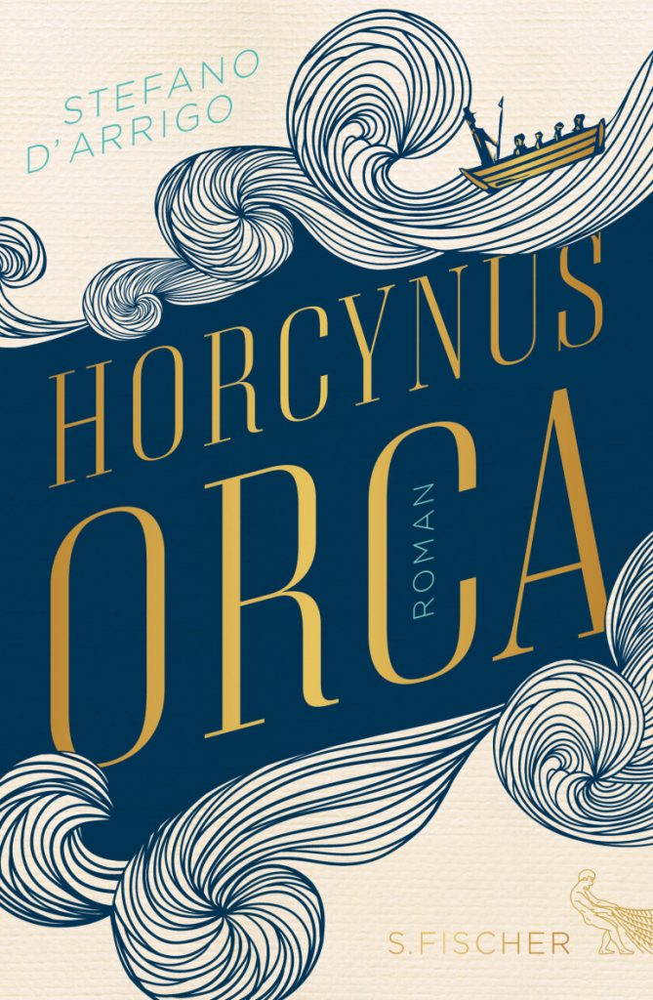 STEFANO
D'ARRIGO
HORCYNUS
ORCA
ROMAN
S. FISCHER